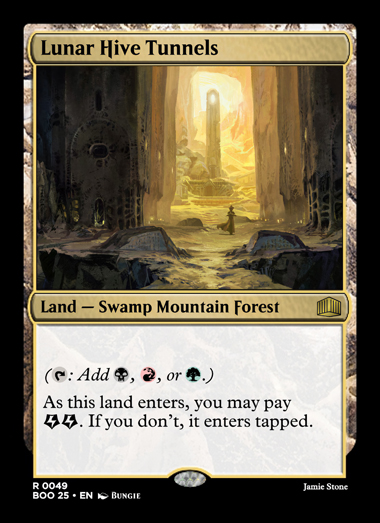 Lunar Hive Tunnels
Land — Swamp Mountain Forest
(: Add , , or .)
As this land enters, you may pay
. If you don't, it enters tapped.
R 0049
BOO 25 • EN Bungie
Jamie Stone